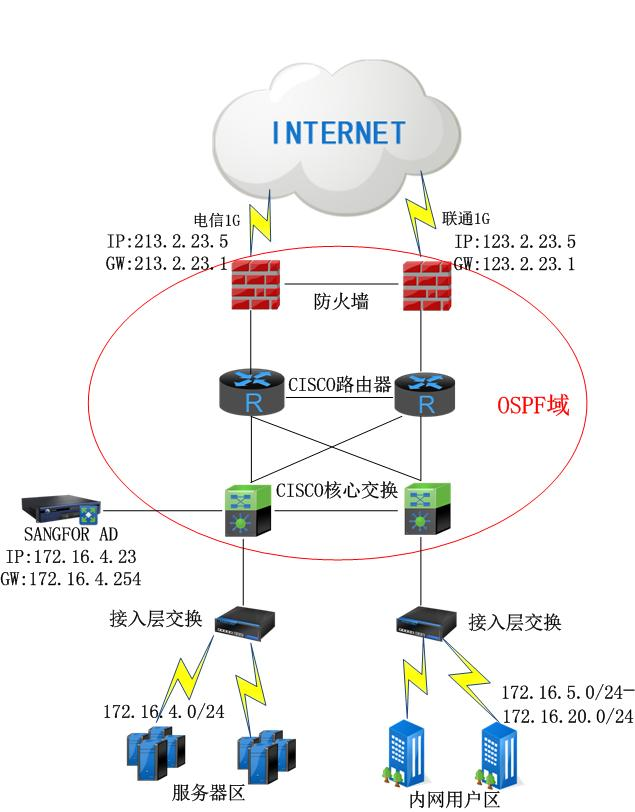 INTERNET
电信1G
联通1G
IP:213.2.23.5
IP:123.2.23.5
GW:213.2.23.1
GW:123.2.23.1
防火墙
CISCO路由器
R
R
OSPF域
CISCO核心交换
SANGFOR AD
IP:172.16.4.23
GW:172.16.4.254
接入层交换
接入层交换
172.16.4.0/24
172.16.5.0/24—
172.16.20.0/24
服务器区
内网用户区